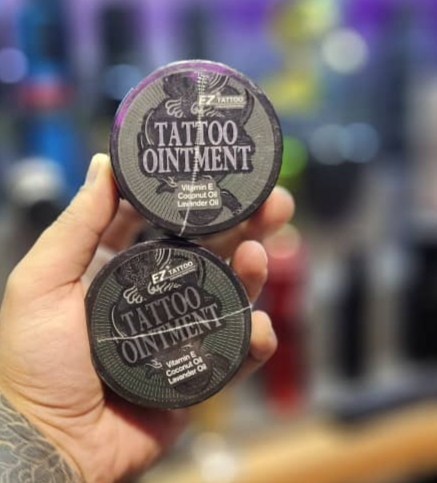 EZ TATTOO
TATTOO
OINTMENT
Vitamin E
Coconut Oil
Lavender Oil
EZ TATTOO
TATTOO
OINTMENT
Vitamin E
Coconut Oil
Lavender Oil